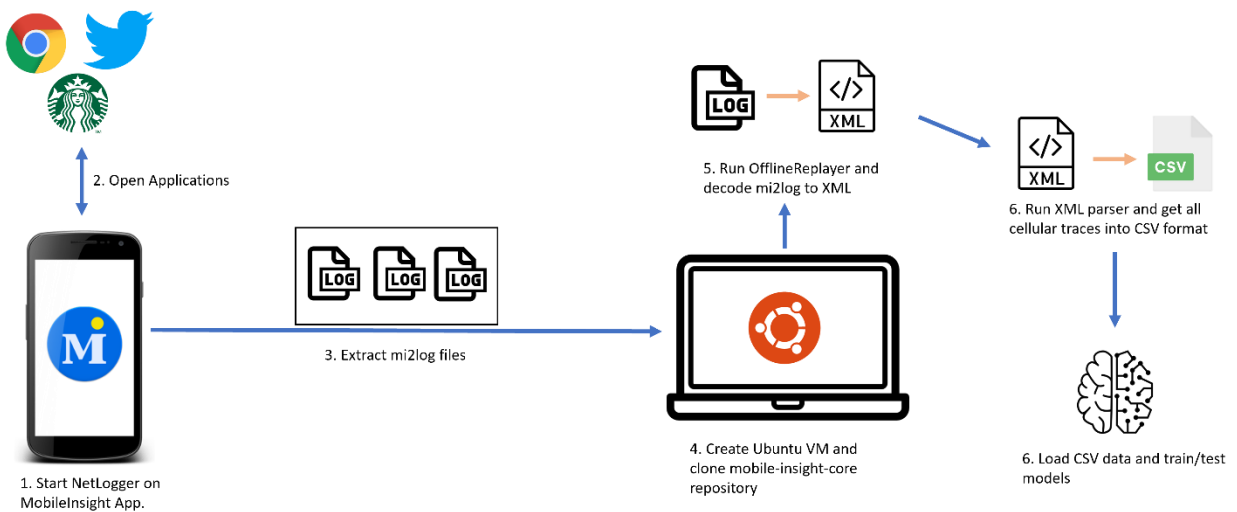 2. Open Applications
1. Start NetLogger on
MobileInsight App.
M
LOG
LOG
LOG
3. Extract mi2log files
4. Create Ubuntu VM and
clone mobile-insight-core
repository
LOG
XML
5. Run OfflineReplayer and
decode mi2log to XML
XML
CSV
6. Run XML parser and get all
cellular traces into CSV format
6. Load CSV data and train/test
models